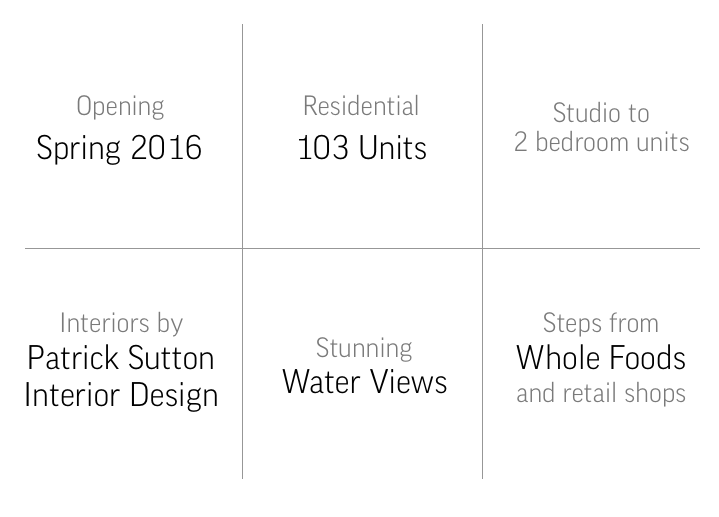 Opening
Spring 2016
Residential
103 Units
Studio to
2 bedroom units
Interiors by
Patrick Sutton
Interior Design
Stunning
Water Views
Steps from
Whole Foods
and retail shops